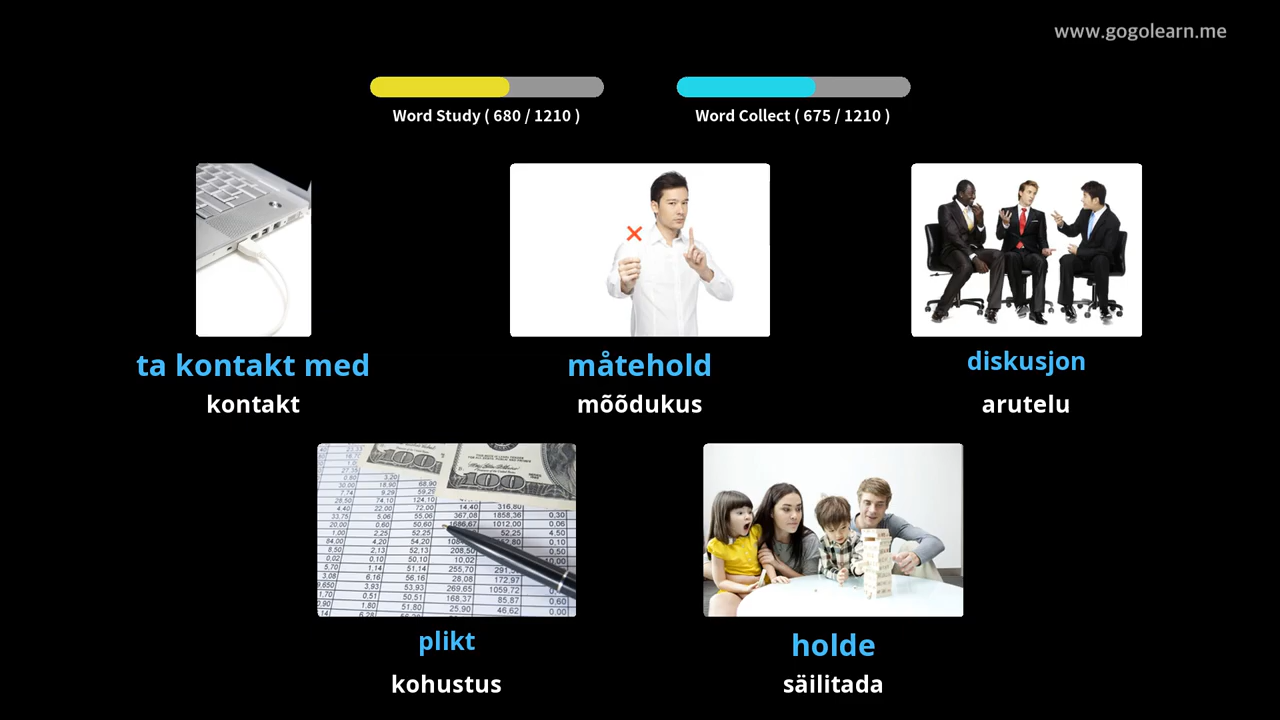 www.gogolearn.me
Word Study ( 680 / 1210 )
Word Collect ( 675 / 1210 )
ta kontakt med
kontakt
måtehold
mõõdukus
diskusjon
arutelu
plikt
kohustus
holde
säilitada